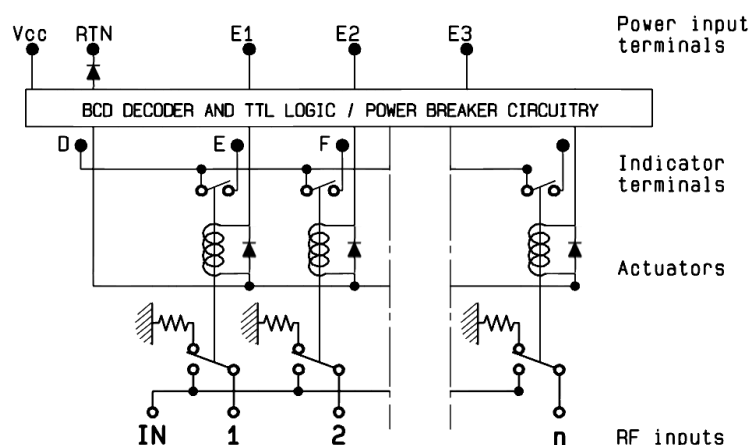 Vcc RTN E1 E2 E3 Power input
terminals
BCD DECODER AND TTL LOGIC / POWER BREAKER CIRCUITRY
D E F
Indicator
terminals
Actuators
IN 1 2 n RF inputs